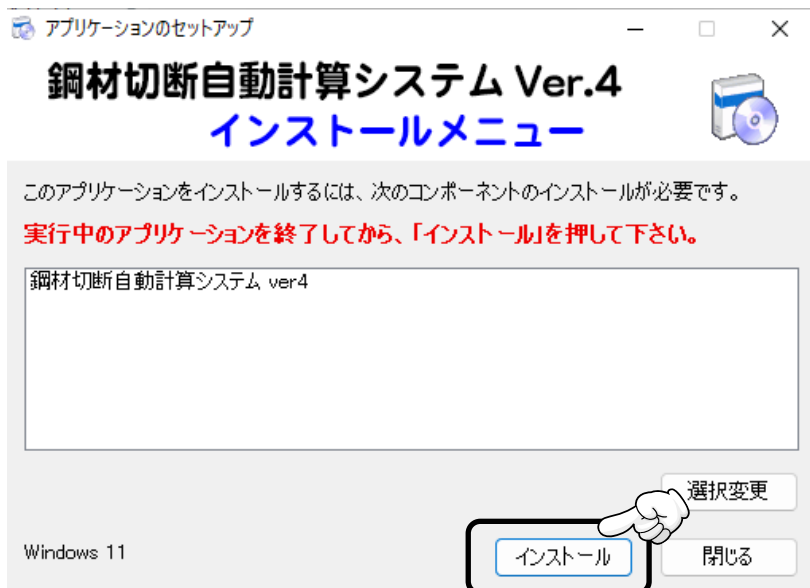 アプリケーションのセットアップ
鋼材切断自動計算システム Ver.4
インストールメニュー
このアプリケーションをインストールするには、次のコンポーネントのインストールが必要です。
実行中のアプリケーションを終了してから、「インストール」を押して下さい。
鋼材切断自動計算システム ver4
選択変更
Windows 11
インストール
閉じる